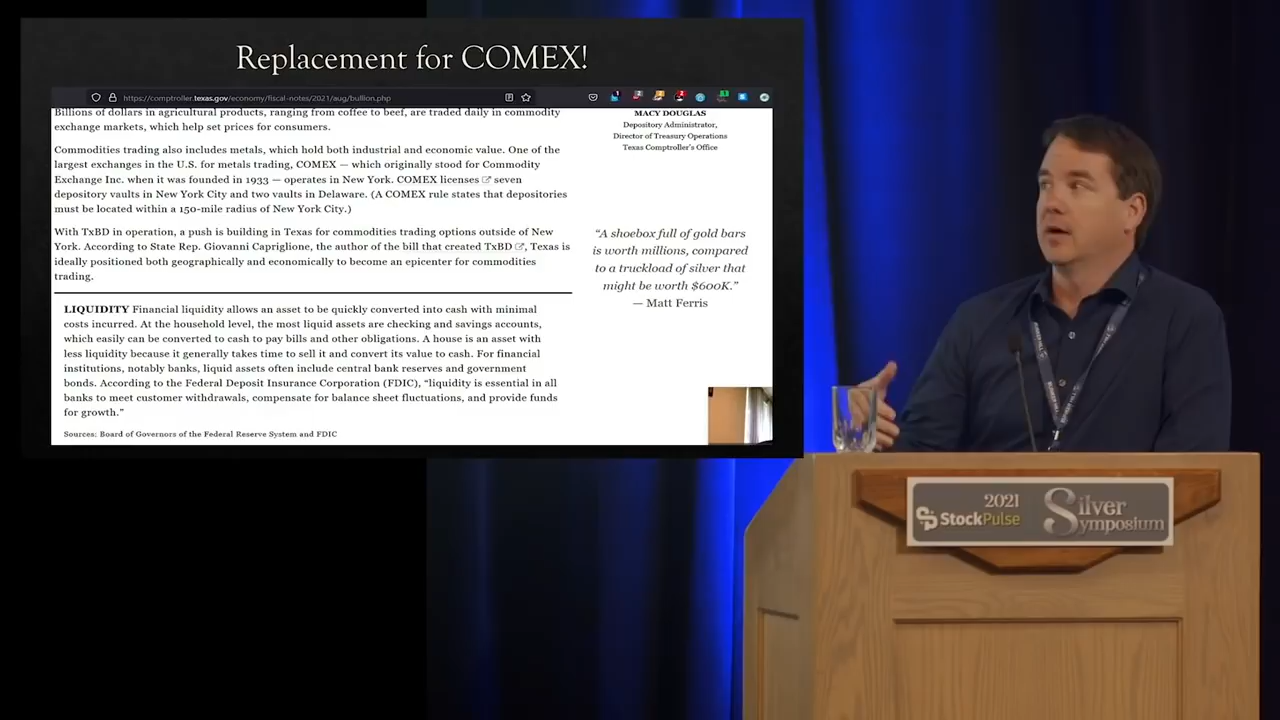 Replacement for COMEX!
https://comptroller.texas.gov/economy/fiscal-notes/2021/aug/bullion.php
Billions of dollars in agricultural products, ranging from coffee to beef, are traded daily in commodity
exchange markets, which help set prices for consumers.
Commodities trading also includes metals, which hold both industrial and economic value. One of the
largest exchanges in the U.S. for metals trading, COMEX — which originally stood for Commodity
Exchange Inc. when it was founded in 1933 — operates in New York. COMEX licenses seven
depository vaults in New York City and two vaults in Delaware. (A COMEX rule states that depositories
must be located within a 150-mile radius of New York City.)
With TxBD in operation, a push is building in Texas for commodities trading options outside of New
York. According to State Rep. Giovanni Capriglione, the author of the bill that created TxBD , Texas is
ideally positioned both geographically and economically to become an epicenter for commodities
trading.
LIQUIDITY Financial liquidity allows an asset to be quickly converted into cash with minimal
costs incurred. At the household level, the most liquid assets are checking and savings accounts,
which easily can be converted to cash to pay bills and other obligations. A house is an asset with
less liquidity because it generally takes time to sell it and convert its value to cash. For financial
institutions, notably banks, liquid assets often include central bank reserves and government
bonds. According to the Federal Deposit Insurance Corporation (FDIC), “liquidity is essential in all
banks to meet customer withdrawals, compensate for balance sheet fluctuations, and provide funds
for growth.”
Sources: Board of Governors of the Federal Reserve System and FDIC
MACY DOUGLAS
Depository Administrator,
Director of Treasury Operations
Texas Comptroller's Office
“A shoebox full of gold bars
is worth millions, compared
to a truckload of silver that
might be worth $600K.”
— Matt Ferris
2021
StockPulse
Silver
Symposium